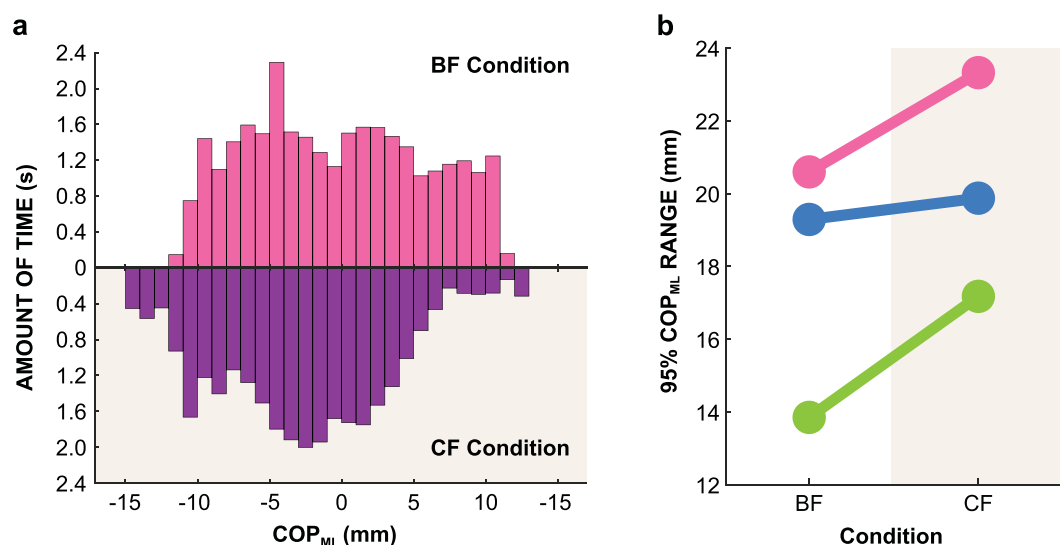 a
BF Condition
CF Condition
AMOUNT OF TIME (s)
2.4
2.0
1.6
1.2
0.8
0.4
0
0.4
0.8
1.2
1.6
2.0
2.4
-15 -10 -5 0 5 10 -15
COPML (mm)
b
95% COPML RANGE (mm)
24
22
20
18
16
14
12
BF CF
Condition